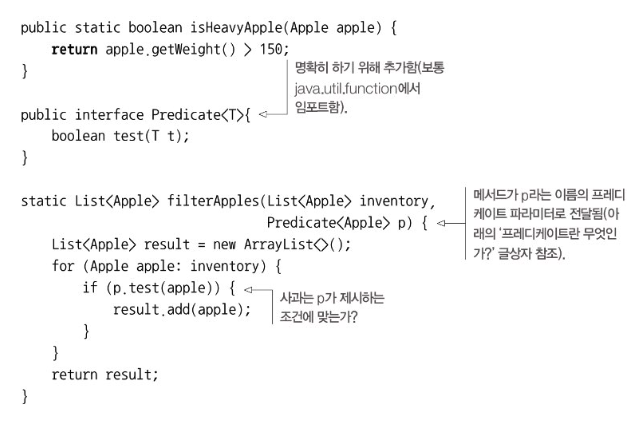 public static boolean isHeavyApple(Apple apple) {
    return apple.getWeight() > 150;
}
명확히 하기 위해 추가함(보통
java.util.function에서
임포트함).
public interface Predicate<T>{
    boolean test(T t);
}
static List<Apple> filterApples(List<Apple> inventory,
                                Predicate<Apple> p) {
메서드가 p라는 이름의 프레디
케이트 파라미터로 전달됨(아
래의 '프레디케이트란 무엇인
가?' 글상자 참조).
    List<Apple> result = new ArrayList<>();
    for (Apple apple: inventory) {
        if (p.test(apple)) {
사과는 p가 제시하는
조건에 맞는가?
            result.add(apple);
        }
    }
    return result;
}